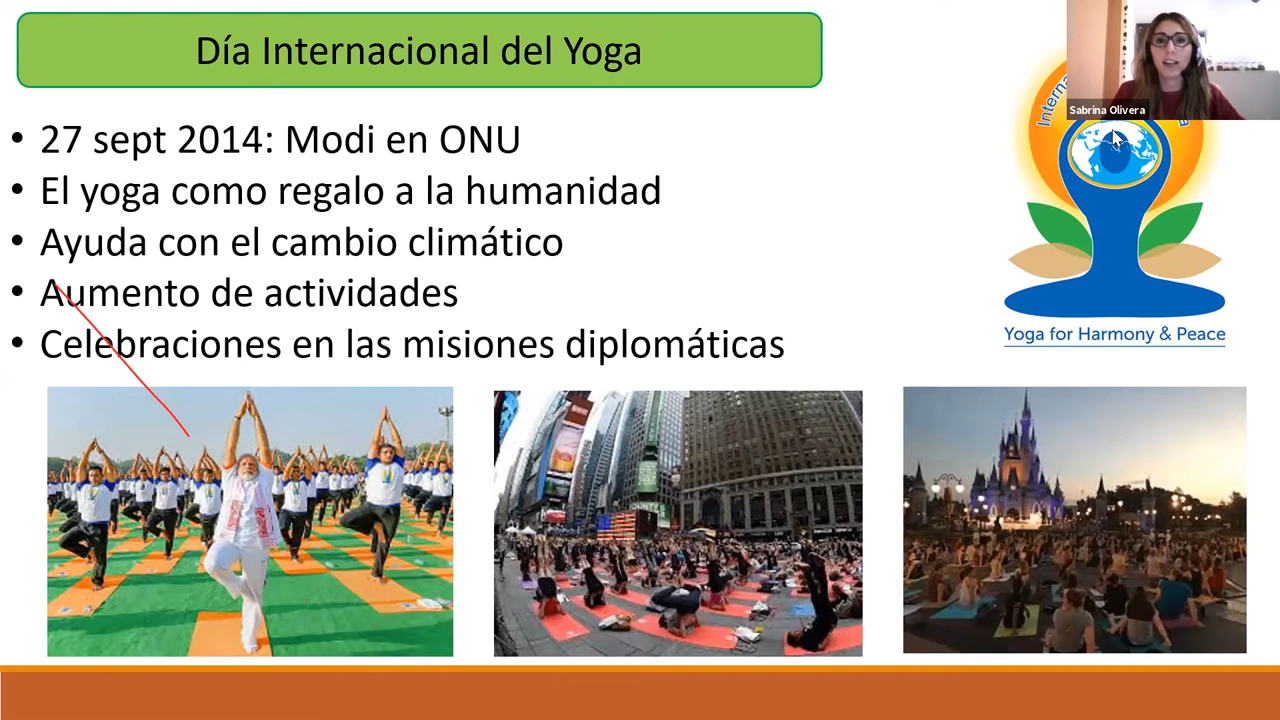 Día Internacional del Yoga
Sabrina Olivera
• 27 sept 2014: Modi en ONU
• El yoga como regalo a la humanidad
• Ayuda con el cambio climático
• Aumento de actividades
• Celebraciones en las misiones diplomáticas
Yoga for Harmony & Peace